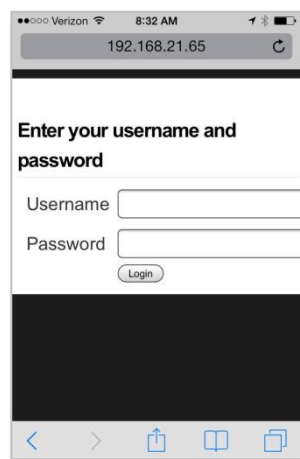 Verizon 8:32 AM
192.168.21.65
Enter your username and
password
Username
Password
Login